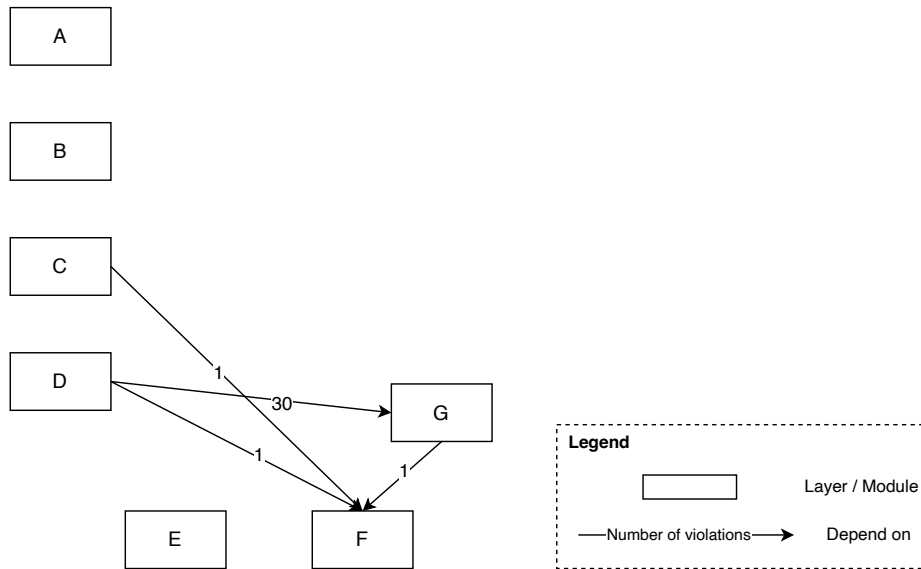 A
B
C
1
D
30
G
1
1
E
F
Legend
Layer / Module
Number of violations
Depend on